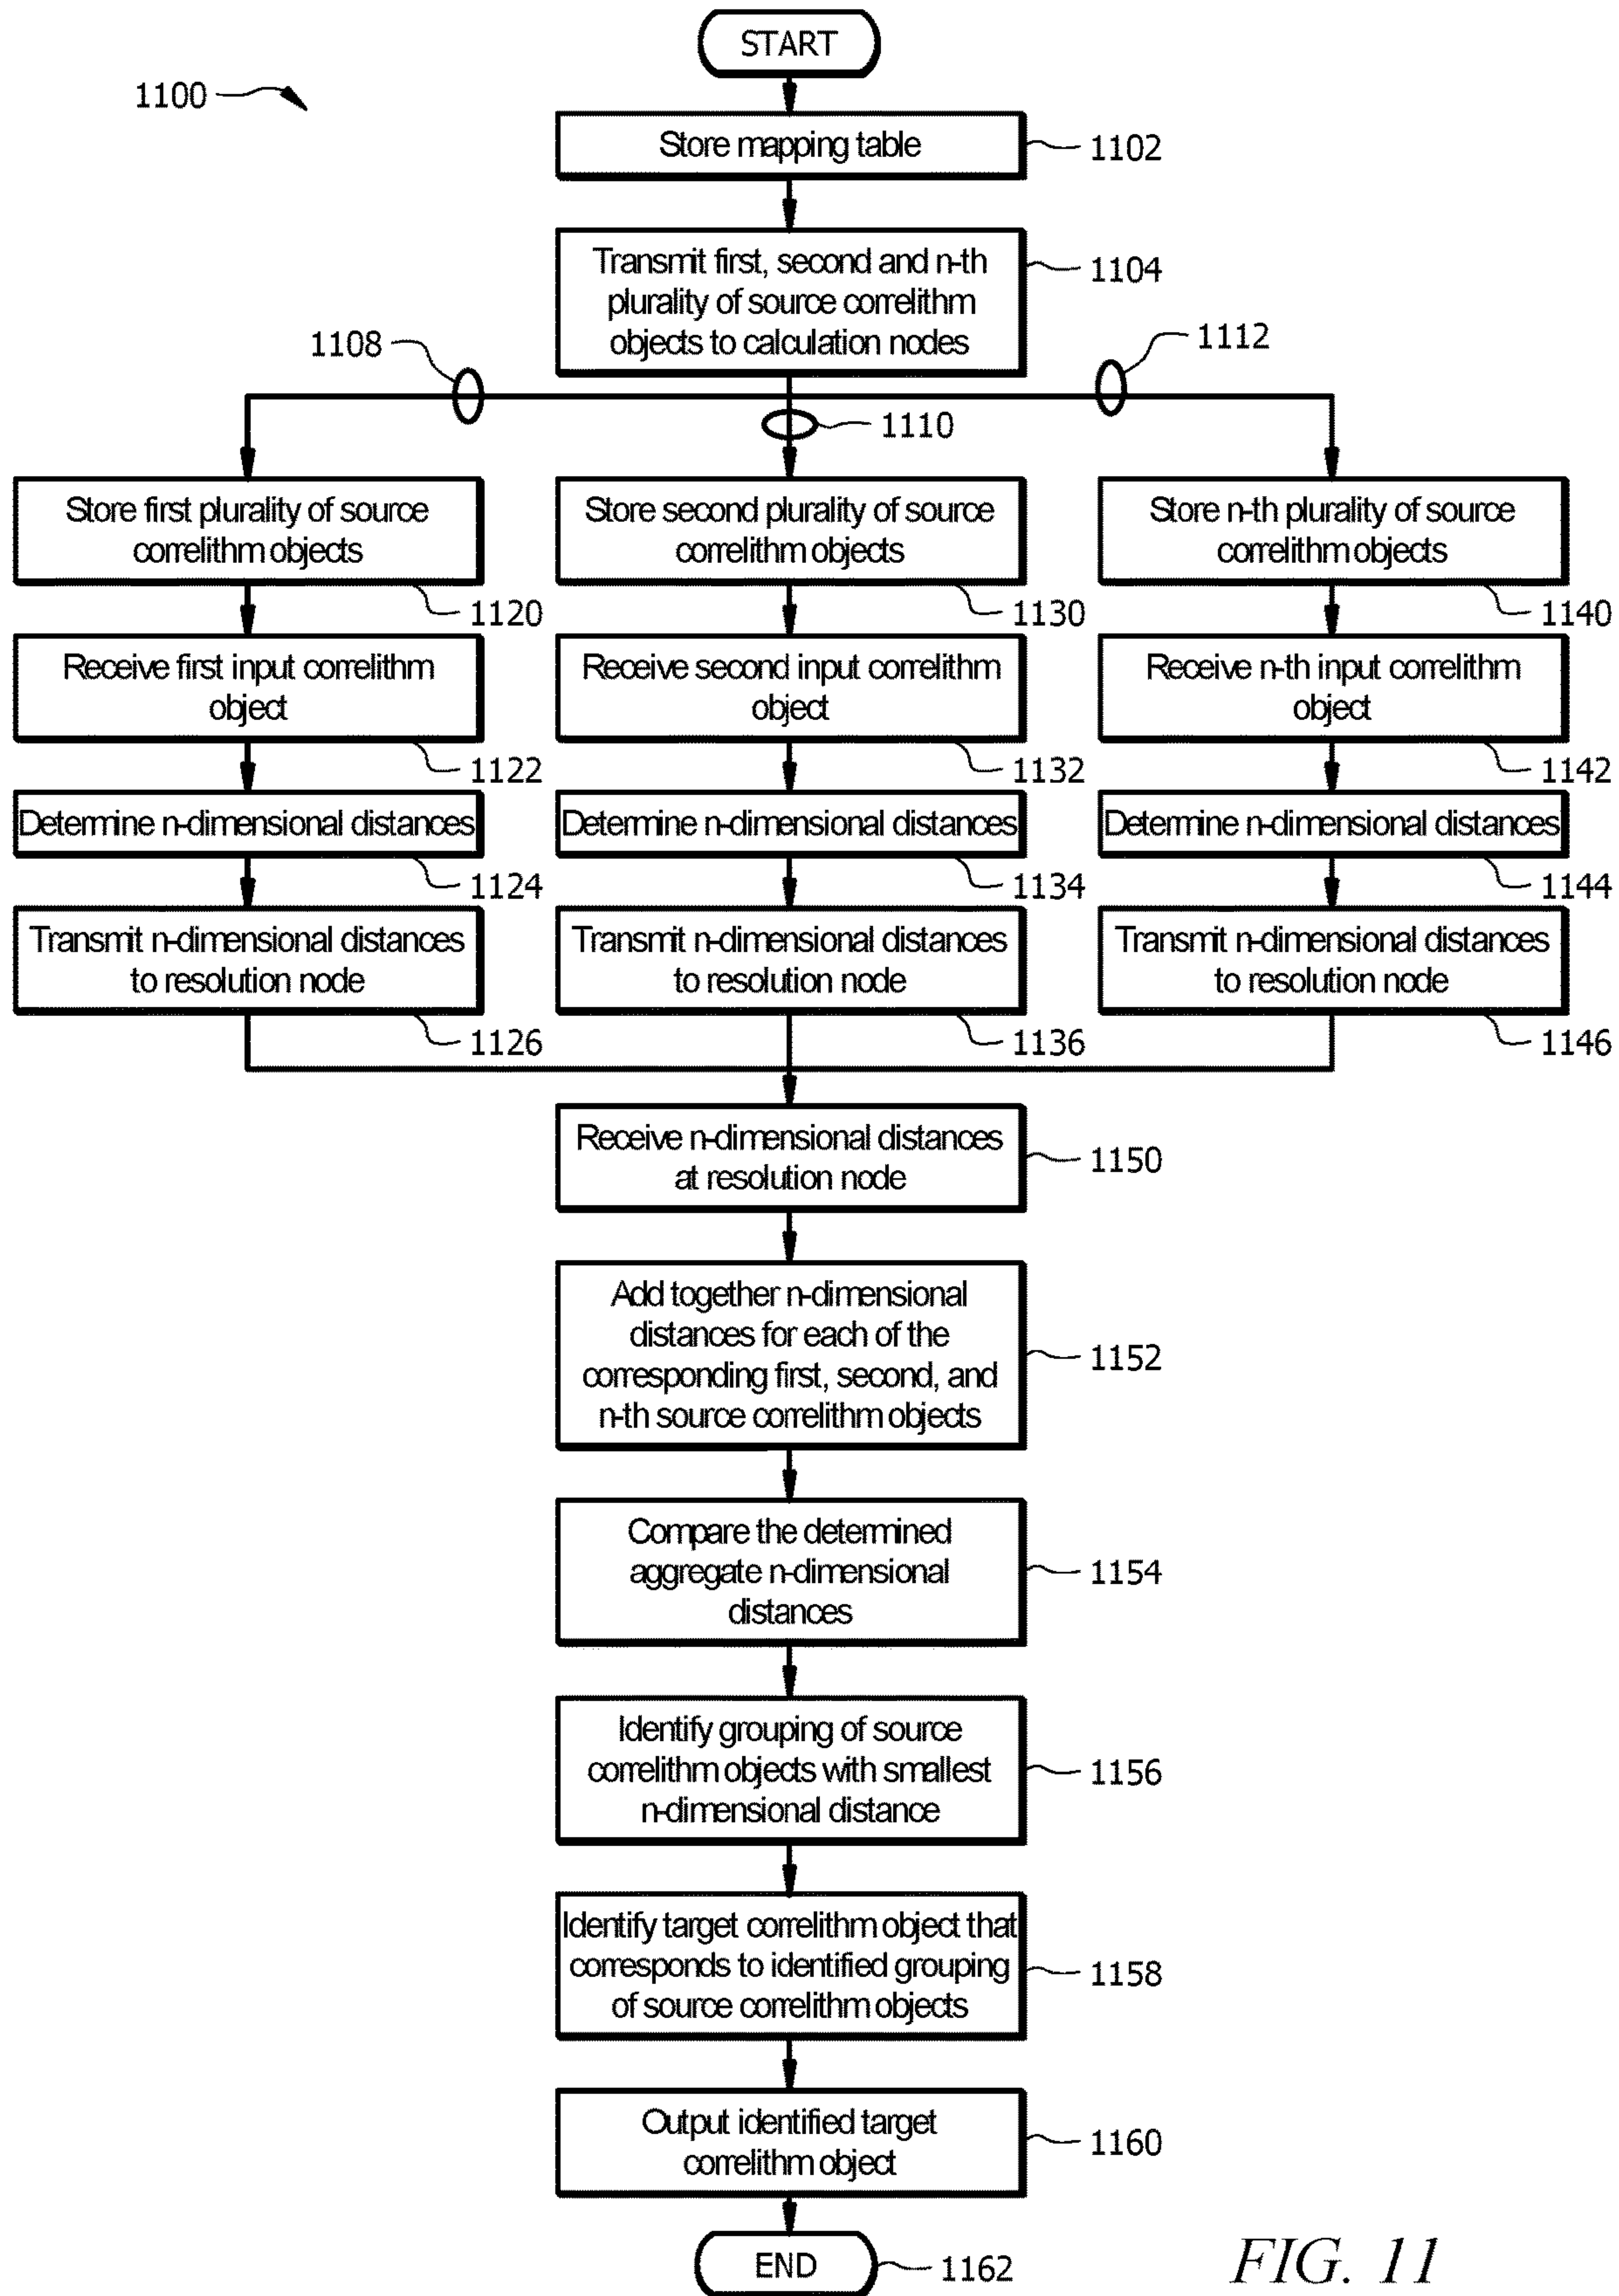 START
1100
Store mapping table
1102
Transmit first, second and n-th
plurality of source correlithm
objects to calculation nodes
1104
1108
1110
1112
Store first plurality of source
correlithm objects
1120
Store second plurality of source
correlithm objects
1130
Store n-th plurality of source
correlithm objects
1140
Receive first input correlithm
object
1122
Receive second input correlithm
object
1132
Receive n-th input correlithm
object
1142
Determine n-dimensional distances
1124
Determine n-dimensional distances
1134
Determine n-dimensional distances
1144
Transmit n-dimensional distances
to resolution node
1126
Transmit n-dimensional distances
to resolution node
1136
Transmit n-dimensional distances
to resolution node
1146
Receive n-dimensional distances
at resolution node
1150
Add together n-dimensional
distances for each of the
corresponding first, second, and
n-th source correlithm objects
1152
Compare the determined
aggregate n-dimensional
distances
1154
Identify grouping of source
correlithm objects with smallest
n-dimensional distance
1156
Identify target correlithm object that
corresponds to identified grouping
of source correlithm objects
1158
Output identified target
correlithm object
1160
END
1162
FIG. 11